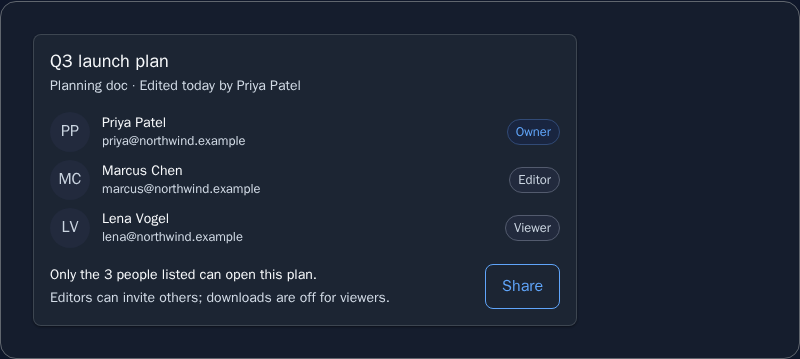 Q3 launch plan
Planning doc · Edited today by Priya Patel
PP
Priya Patel
priya@northwind.example
Owner
MC
Marcus Chen
marcus@northwind.example
Editor
LV
Lena Vogel
lena@northwind.example
Viewer
Only the 3 people listed can open this plan.
Editors can invite others; downloads are off for viewers.
Share